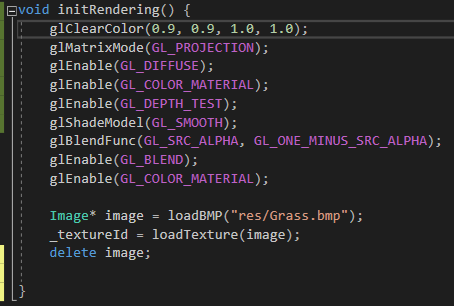 void initRendering() {
glClearColor(0.9, 0.9, 1.0, 1.0);
glMatrixMode(GL_PROJECTION);
glEnable(GL_DIFFUSE);
glEnable(GL_COLOR_MATERIAL);
glEnable(GL_DEPTH_TEST);
glShadeModel(GL_SMOOTH);
glBlendFunc(GL_SRC_ALPHA, GL_ONE_MINUS_SRC_ALPHA);
glEnable(GL_BLEND);
glEnable(GL_COLOR_MATERIAL);
Image* image = loadBMP("res/Grass.bmp");
_textureId = loadTexture(image);
delete image;
}